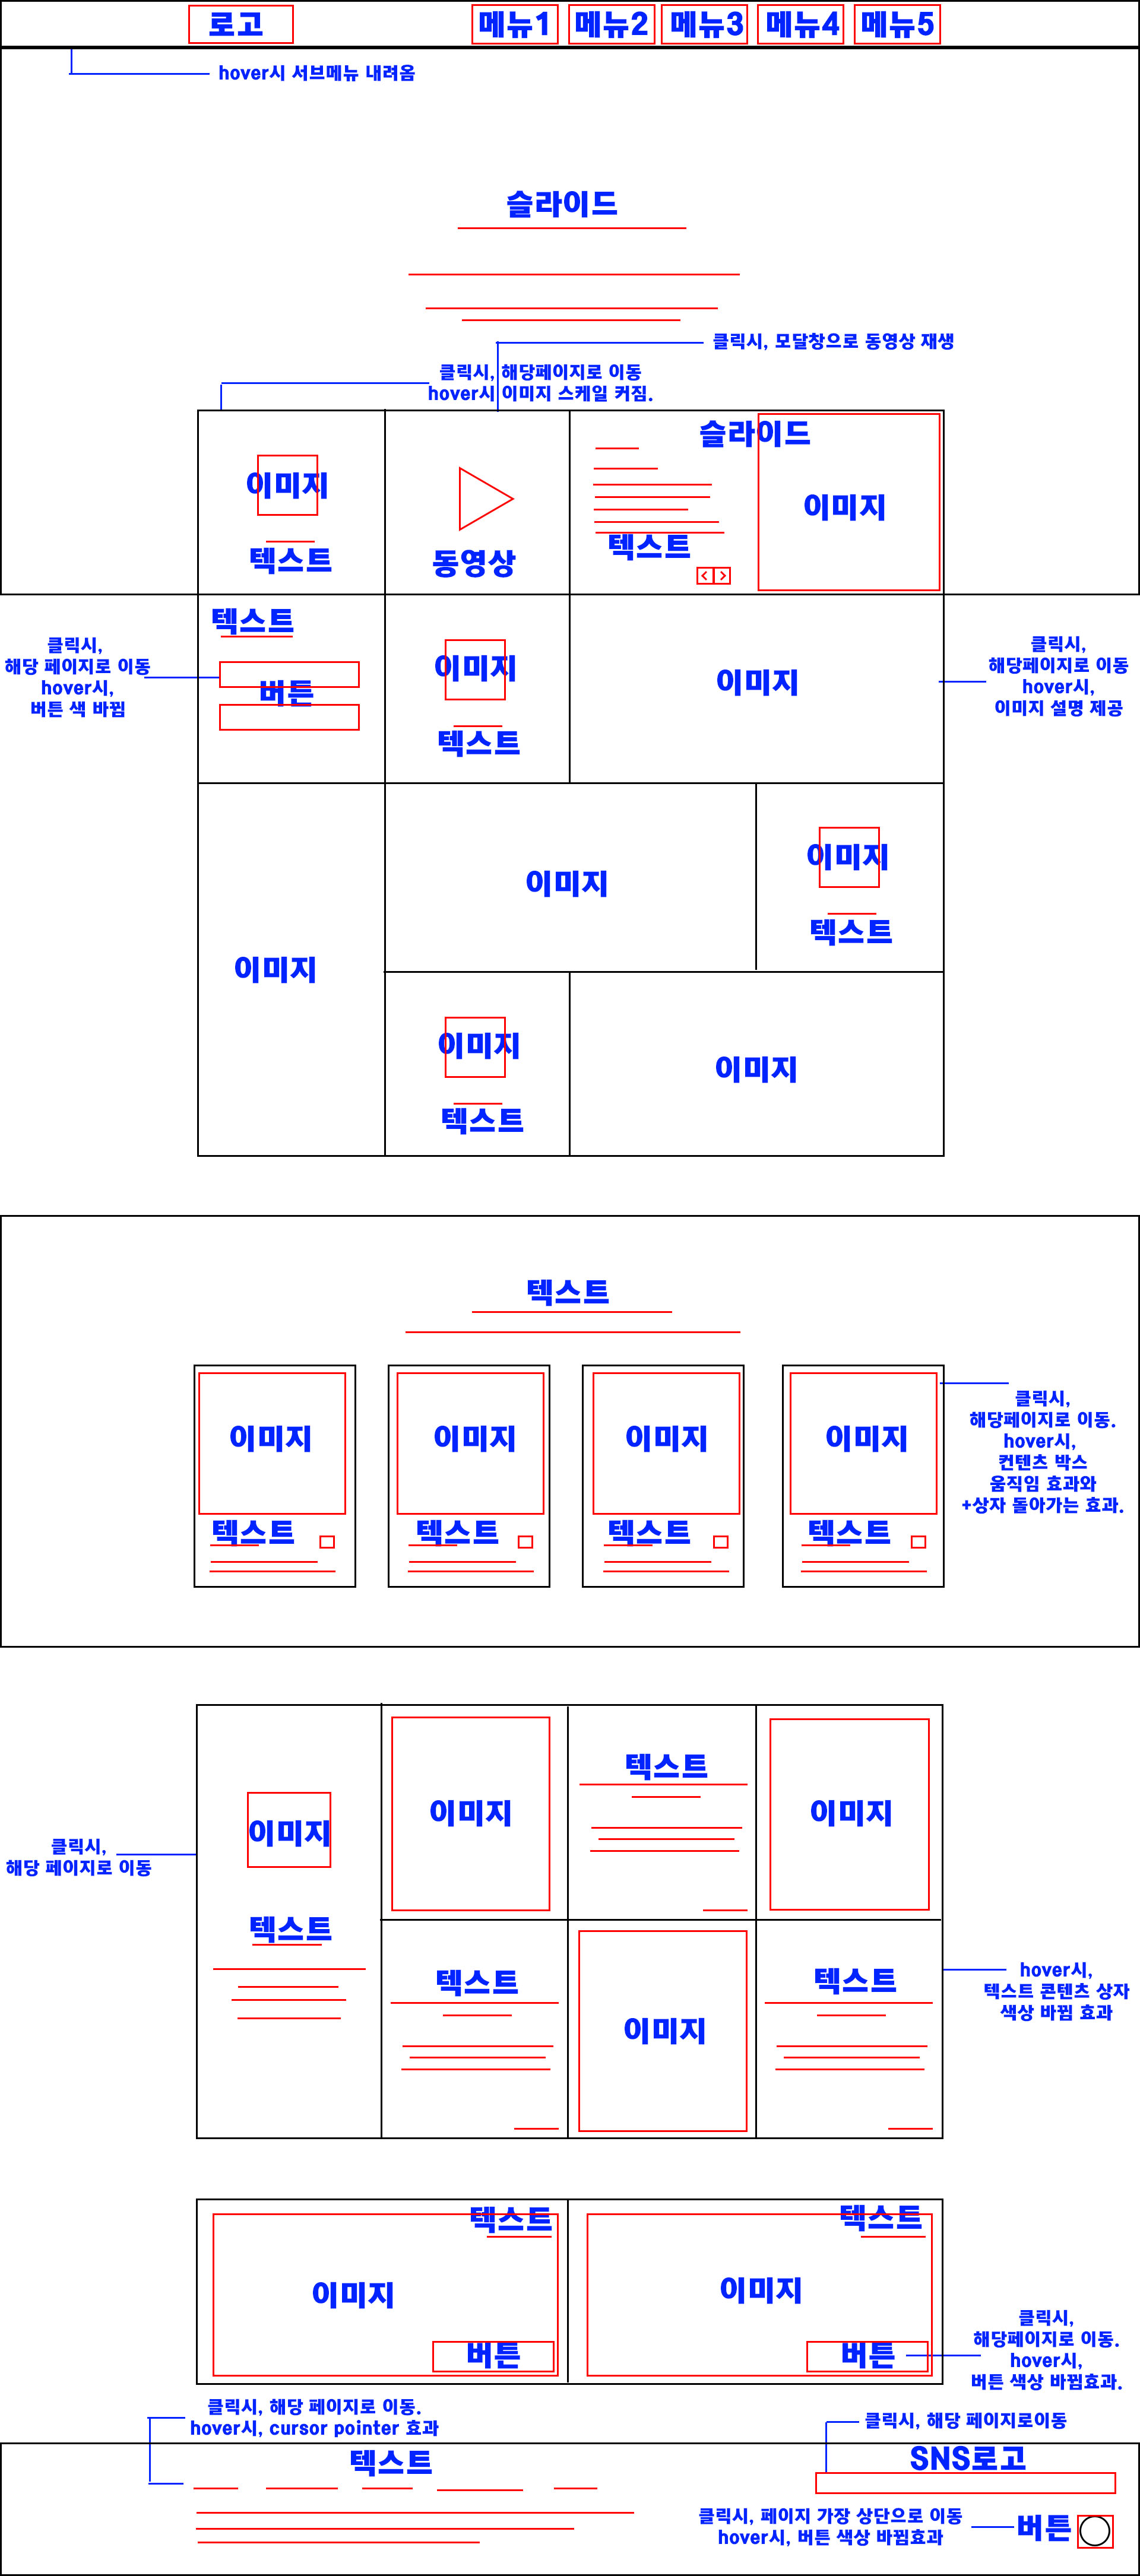 로고
메뉴1
메뉴2
메뉴3
메뉴4
메뉴5
hover시 서브메뉴 내려옴
슬라이드
클릭시, 모달창으로 동영상 재생
클릭시, 해당페이지로 이동
hover시 이미지 스케일 커짐.
이미지
텍스트
동영상
슬라이드
텍스트
이미지
클릭시,
해당 페이지로 이동
hover시,
버튼 색 바뀜
텍스트
버튼
이미지
텍스트
이미지
클릭시,
해당페이지로 이동
hover시,
이미지 설명 제공
이미지
이미지
이미지
텍스트
이미지
텍스트
이미지
텍스트
이미지
텍스트
이미지
텍스트
이미지
텍스트
이미지
텍스트
클릭시,
해당페이지로 이동.
hover시,
컨텐츠 박스
움직임 효과와
+상자 돌아가는 효과.
클릭시,
해당 페이지로 이동
이미지
텍스트
이미지
텍스트
이미지
텍스트
이미지
텍스트
hover시,
텍스트 콘텐츠 상자
색상 바뀜 효과
텍스트
이미지
버튼
텍스트
이미지
버튼
클릭시,
해당페이지로 이동.
hover시,
버튼 색상 바뀜효과.
클릭시, 해당 페이지로 이동.
hover시, cursor pointer 효과
텍스트
클릭시, 해당 페이지로이동
SNS로고
클릭시, 페이지 가장 상단으로 이동
hover시, 버튼 색상 바뀜효과
버튼